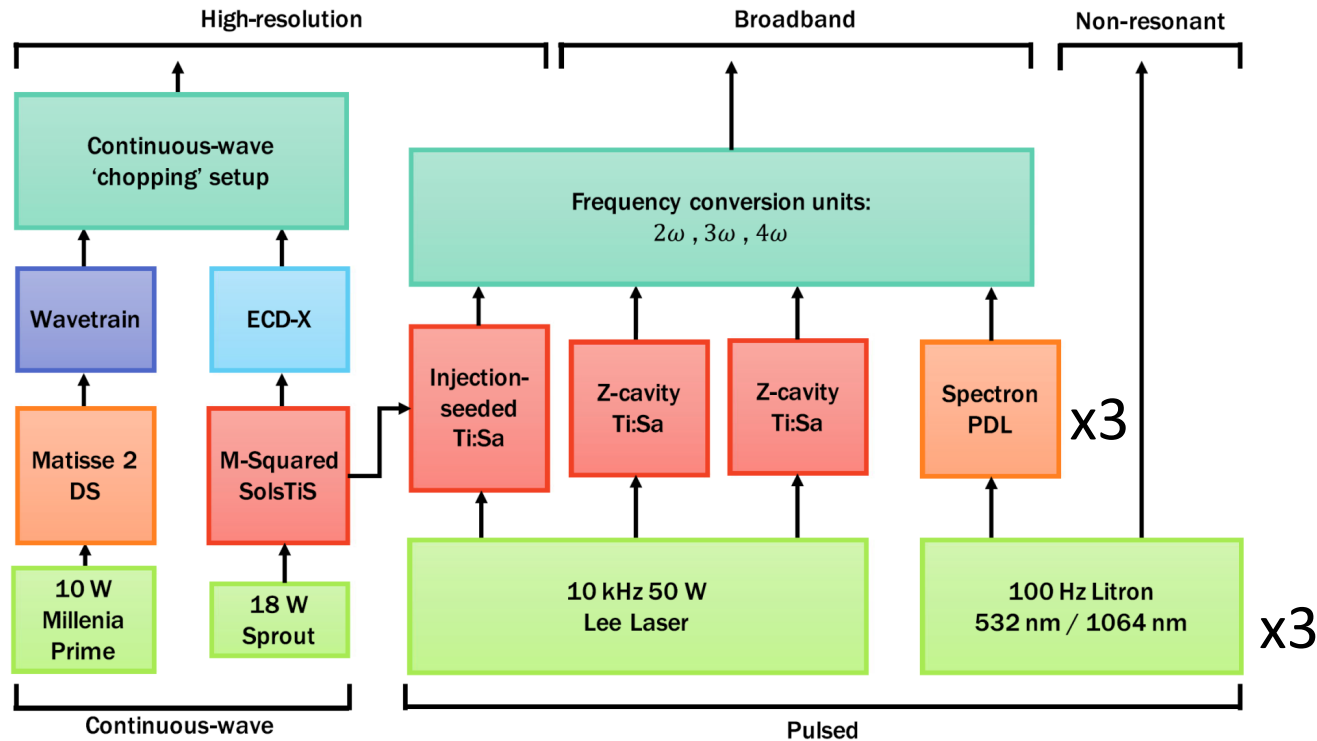 High-resolution
Broadband
Non-resonant
Continuous-wave
‘chopping’ setup
Frequency conversion units:
2ω , 3ω , 4ω
Wavetrain
ECD-X
Injection-
seeded
Ti:Sa
Z-cavity
Ti:Sa
Z-cavity
Ti:Sa
Spectron
PDL
x3
Matisse 2
DS
M-Squared
SolsTiS
10 W
Millenia
Prime
18 W
Sprout
10 kHz 50 W
Lee Laser
100 Hz Litron
532 nm / 1064 nm
x3
Continuous-wave
Pulsed